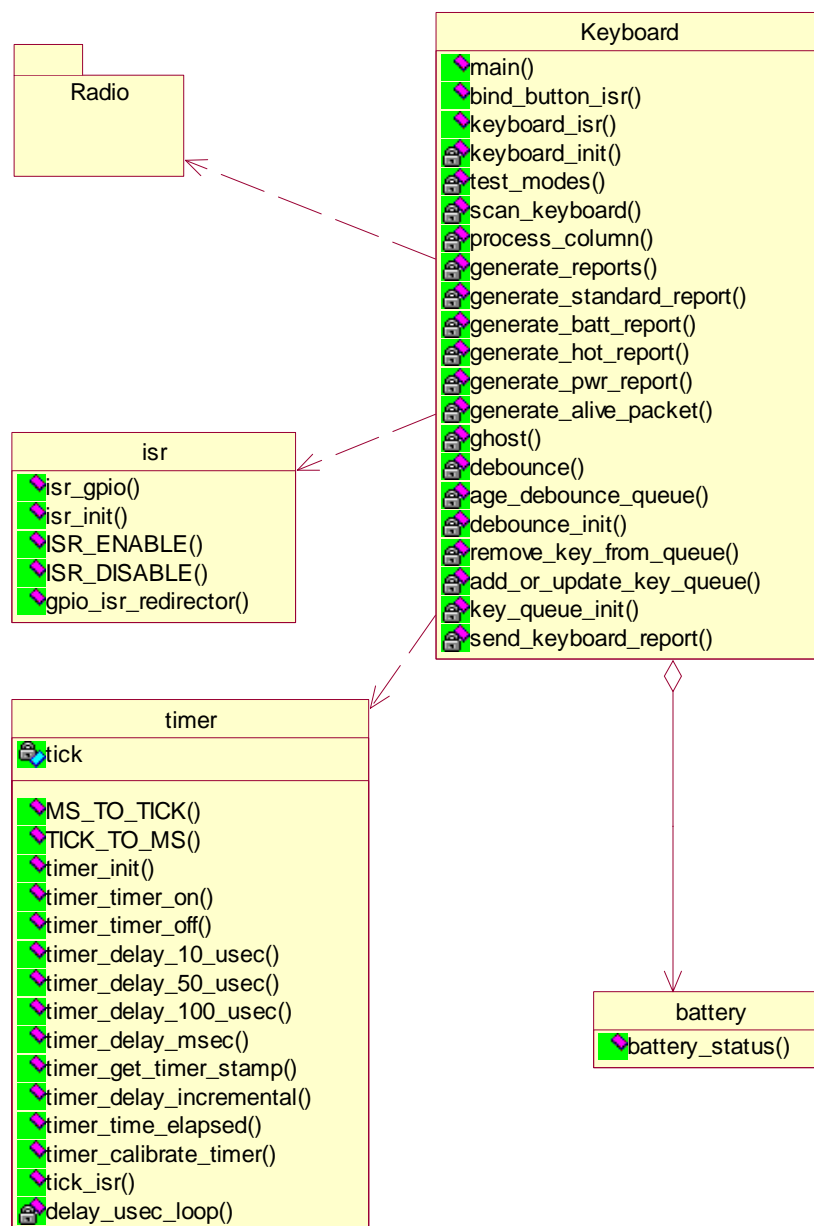 Radio
Keyboard
main()
bind_button_isr()
keyboard_isr()
keyboard_init()
test_modes()
scan_keyboard()
process_column()
generate_reports()
generate_standard_report()
generate_batt_report()
generate_hot_report()
generate_pwr_report()
generate_alive_packet()
ghost()
debounce()
age_debounce_queue()
debounce_init()
remove_key_from_queue()
add_or_update_key_queue()
key_queue_init()
send_keyboard_report()
isr
isr_gpio()
isr_init()
ISR_ENABLE()
ISR_DISABLE()
gpio_isr_redirector()
timer
tick
MS_TO_TICK()
TICK_TO_MS()
timer_init()
timer_timer_on()
timer_timer_off()
timer_delay_10_usec()
timer_delay_50_usec()
timer_delay_100_usec()
timer_delay_msec()
timer_get_timer_stamp()
timer_delay_incremental()
timer_time_elapsed()
timer_calibrate_timer()
tick_isr()
delay_usec_loop()
battery
battery_status()